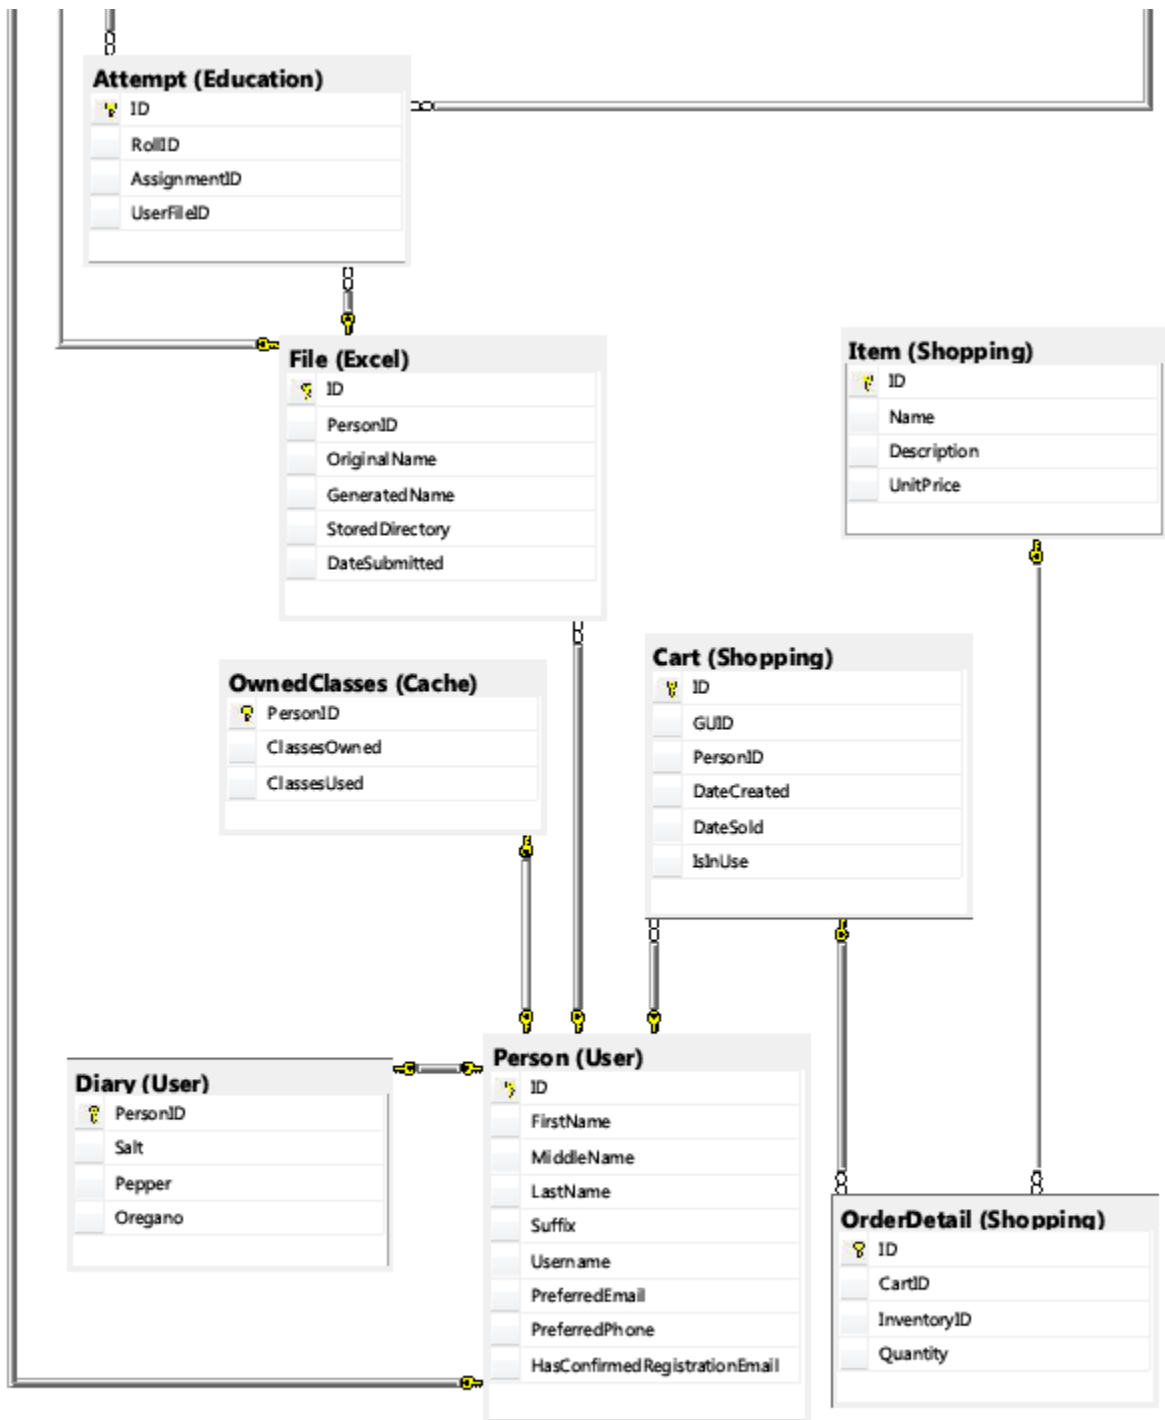 Attempt (Education)
ID
RollID
AssignmentID
UserFileID
File (Excel)
ID
PersonID
OriginalName
GeneratedName
StoredDirectory
DateSubmitted
Item (Shopping)
ID
Name
Description
UnitPrice
OwnedClasses (Cache)
PersonID
ClassesOwned
ClassesUsed
Cart (Shopping)
ID
GUID
PersonID
DateCreated
DateSold
IsInUse
Diary (User)
PersonID
Salt
Pepper
Oregano
Person (User)
ID
FirstName
MiddleName
LastName
Suffix
Username
PreferredEmail
PreferredPhone
HasConfirmedRegistrationEmail
OrderDetail (Shopping)
ID
CartID
InventoryID
Quantity